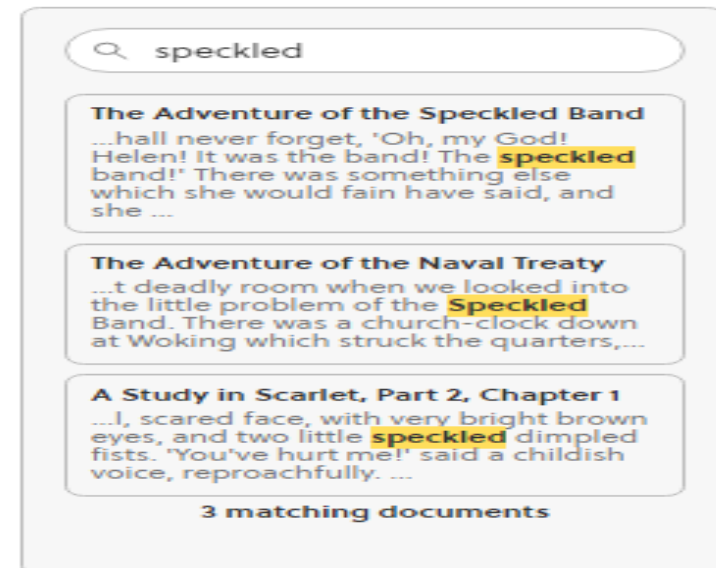 speckled
The Adventure of the Speckled Band
...hall never forget, 'Oh, my God!
Helen! It was the band! The speckled
band!' There was something else
which she would fain have said, and
she ...
The Adventure of the Naval Treaty
...t deadly room when we looked into
the little problem of the Speckled
Band. There was a church-clock down
at Woking which struck the quarters,...
A Study in Scarlet, Part 2, Chapter 1
...l, scared face, with very bright brown
eyes, and two little speckled dimpled
fists. 'You've hurt me!' said a childish
voice, reproachfully. ...
3 matching documents